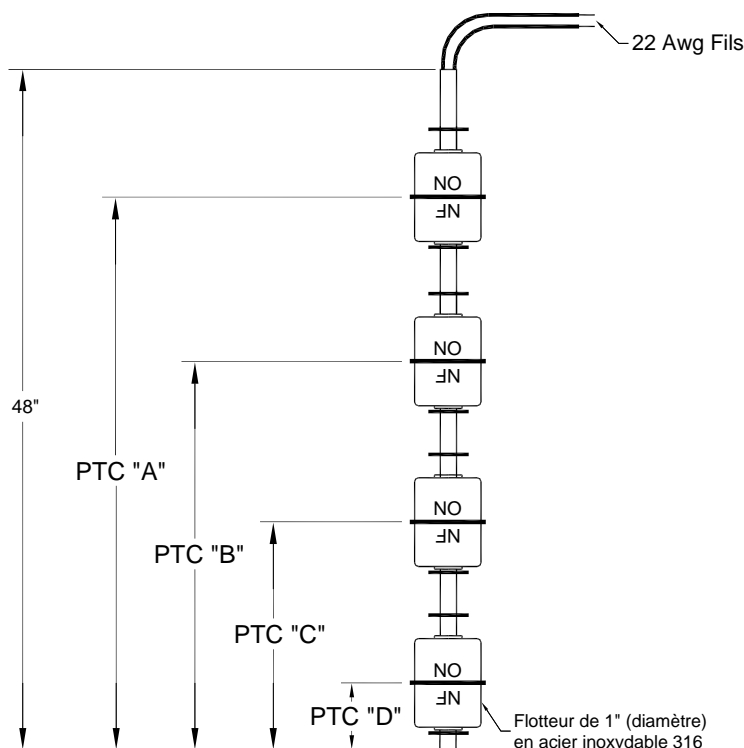 22 Awg Fils
NO
NF
NO
NF
48"
PTC "A"
NO
NF
PTC "B"
PTC "C"
NO
NF
PTC "D"
Flotteur de 1" (diamètre)
en acier inoxydable 316